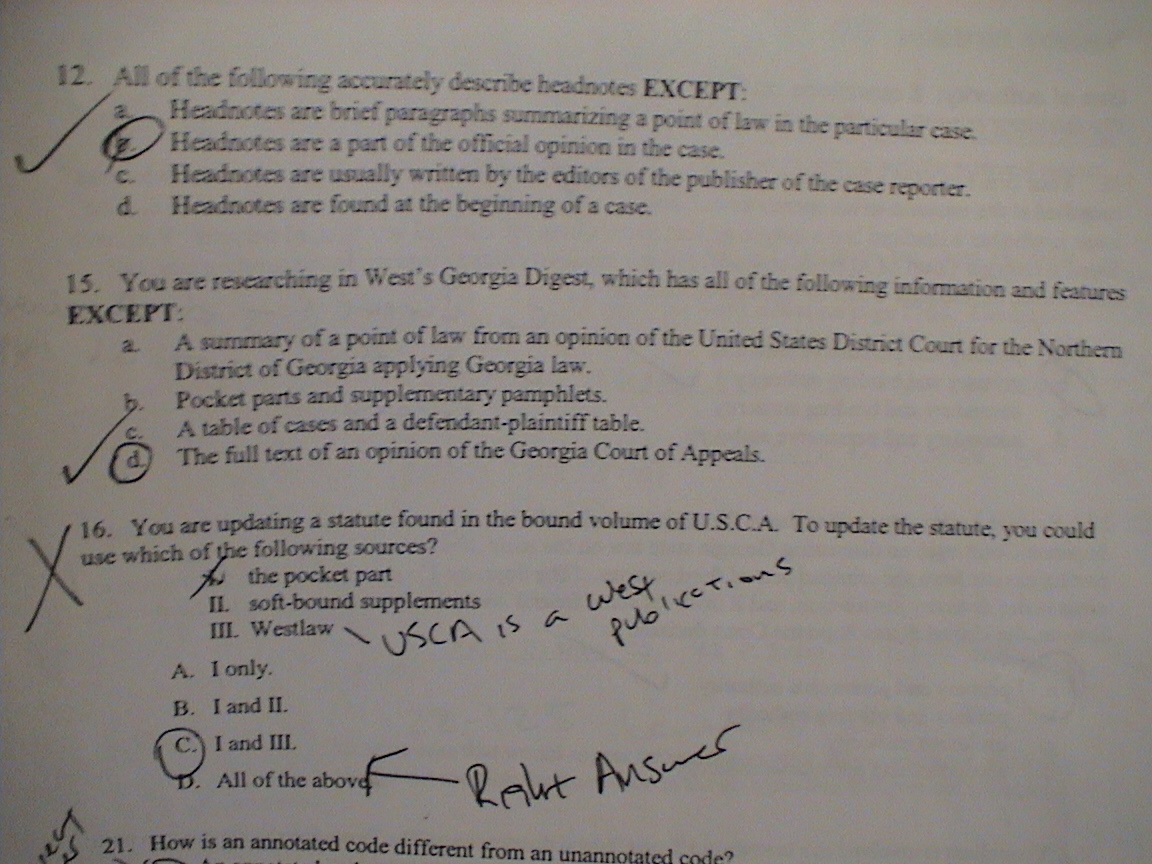 12. All of the following accurately describe headnotes EXCEPT:
a. Headnotes are brief paragraphs summarizing a point of law in the particular case.
Headnotes are a part of the official opinion in the case.
c. Headnotes are usually written by the editors of the publisher of the case reporter.
d. Headnotes are found at the beginning of a case.
15. You are researching in West's Georgia Digest, which has all of the following information and features
EXCEPT:
a. A summary of a point of law from an opinion of the United States District Court for the Northern
District of Georgia applying Georgia law.
b. Pocket parts and supplementary pamphlets.
c. A table of cases and a defendant-plaintiff table.
d. The full text of an opinion of the Georgia Court of Appeals.
16. You are updating a statute found in the bound volume of U.S.C.A. To update the statute, you could
use which of the following sources?
the pocket part
II. soft-bound supplements
III. Westlaw
USCA is a West
publications
A. I only.
B. I and II.
C. I and III.
D. All of the above
Right Answer
21. How is an annotated code different from an unannotated code?